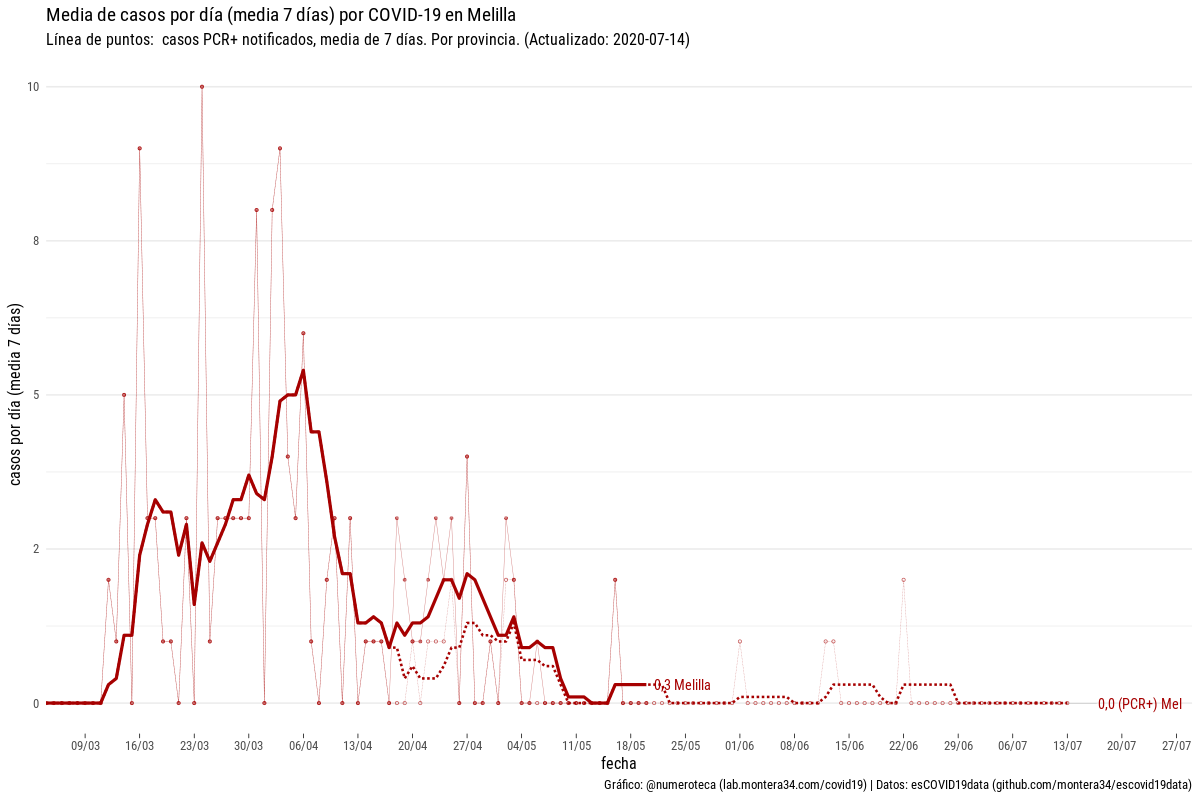 Media de casos por día (media 7 días) por COVID-19 en Melilla
Línea de puntos:  casos PCR+ notificados, media de 7 días. Por provincia. (Actualizado: 2020-07-14)
casos por día (media 7 días)
10
8
5
2
0
0,3 Melilla
0,0 (PCR+) Mel
09/03 16/03 23/03 30/03 06/04 13/04 20/04 27/04 04/05 11/05 18/05 25/05 01/06 08/06 15/06 22/06 29/06 06/07 13/07 20/07 27/07
fecha
Gráfico: @numeroteca (lab.montera34.com/covid19) | Datos: esCOVID19data (github.com/montera34/escovid19data)